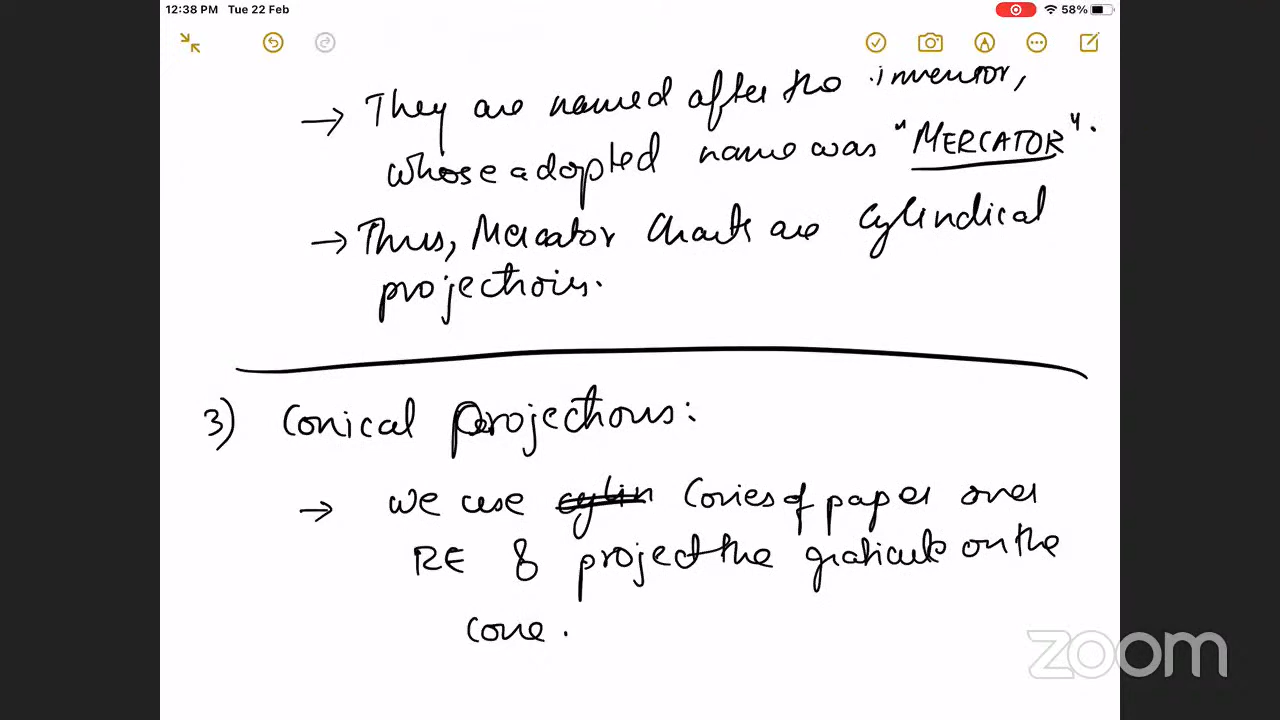 12:38 PM Tue 22 Feb
58%
→ They are named after the inventor,
whose adopted name was "MERCATOR".
→ Thus, Mercator Charts are Cylindical
projections.
3) Conical projections:
→ we use cylin Cones of paper over
RE & project the graticule on the
cone.
zoom